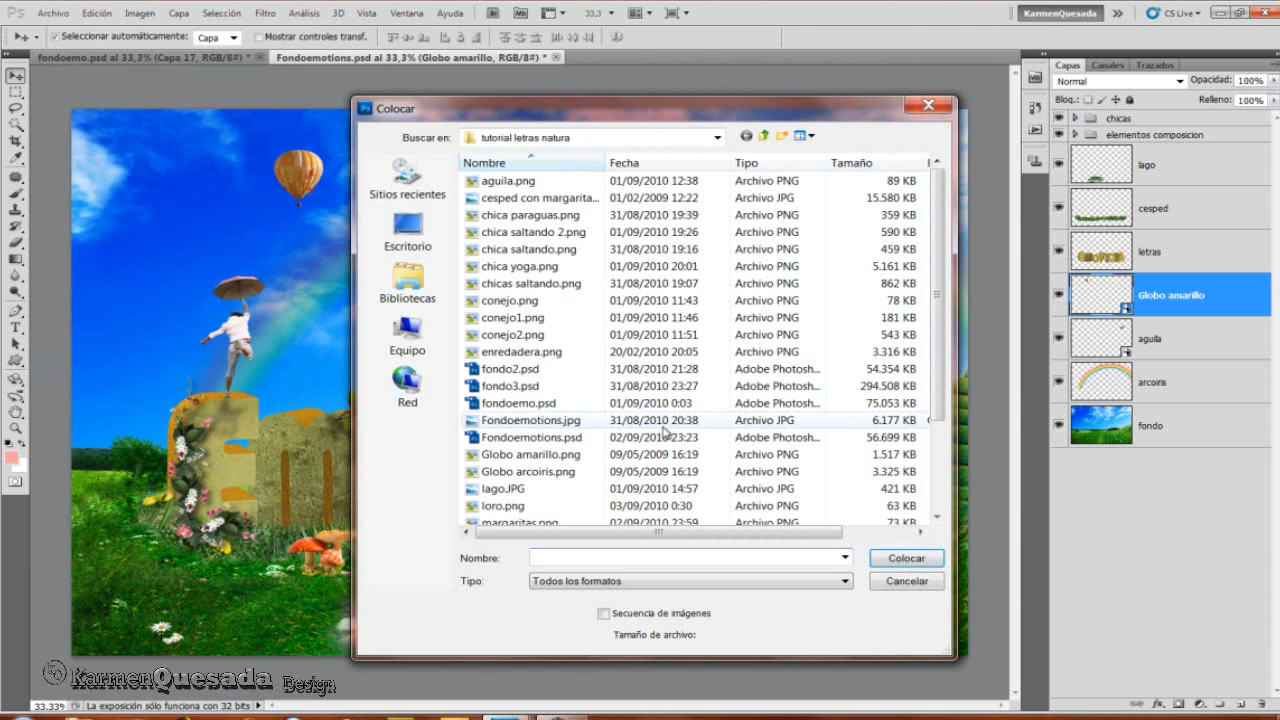 Ps Archivo Edición Imagen Capa Selección Filtro Análisis 3D Vista Ventana Ayuda Br Mb 33,3 KarmenQuesada CS Live
Seleccionar automáticamente: Capa Mostrar controles transf.
fondoemo.psd al 33,3% (Capa 17, RGB/8#) * Fondoemotions.psd al 33,3% (Globo amarillo, RGB/8#) *
Capas Canales Trazados
Normal Opacidad: 100%
Bloq.: Relleno: 100%
chicas
elementos composicion
lago
cesped
letras
Globo amarillo
aguila
arcoiris
fondo
Colocar
Buscar en: tutorial letras natura
Sitios recientes
Escritorio
Bibliotecas
Equipo
Red
Nombre Fecha Tipo Tamaño
aguila.png 01/09/2010 12:38 Archivo PNG 89 KB
cesped con margarita... 01/02/2009 12:22 Archivo JPG 15.580 KB
chica paraguas.png 31/08/2010 19:39 Archivo PNG 359 KB
chica saltando 2.png 01/09/2010 19:26 Archivo PNG 590 KB
chica saltando.png 31/08/2010 19:16 Archivo PNG 459 KB
chica yoga.png 01/09/2010 20:01 Archivo PNG 5.161 KB
chicas saltando.png 31/08/2010 19:07 Archivo PNG 862 KB
conejo.png 01/09/2010 11:43 Archivo PNG 78 KB
conejo1.png 01/09/2010 11:46 Archivo PNG 181 KB
conejo2.png 01/09/2010 11:51 Archivo PNG 543 KB
enredadera.png 20/02/2010 20:05 Archivo PNG 3.316 KB
fondo2.psd 31/08/2010 21:28 Adobe Photosh... 54.354 KB
fondo3.psd 31/08/2010 23:27 Adobe Photosh... 294.508 KB
fondoemo.psd 01/09/2010 0:03 Adobe Photosh... 75.053 KB
Fondoemotions.jpg 31/08/2010 20:38 Archivo JPG 6.177 KB
Fondoemotions.psd 02/09/2010 23:23 Adobe Photosh... 56.699 KB
Globo amarillo.png 09/05/2009 16:19 Archivo PNG 1.517 KB
Globo arcoiris.png 09/05/2009 16:19 Archivo PNG 3.325 KB
lago.JPG 01/09/2010 14:57 Archivo JPG 421 KB
loro.png 03/09/2010 0:30 Archivo PNG 63 KB
margaritas.png 02/09/2010 23:59 Archivo PNG 73 KB
Nombre: Colocar
Tipo: Todos los formatos Cancelar
Secuencia de imágenes
Tamaño de archivo:
Em
KarmenQuesada Design
33.33% La exposición sólo funciona con 32 bits